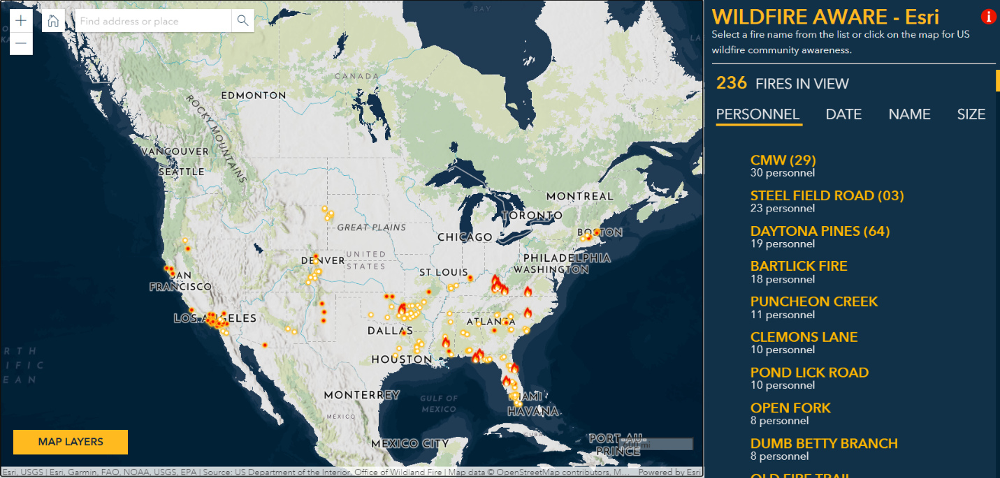 +
−
Find address or place
BAY
CANADA
EDMONTON
ROCKY MOUNTAINS
VANCOUVER
SEATTLE
MONTREAL
TORONTO
GREAT PLAINS
CHICAGO
BOSTON
UNITED
STATES
DENVER
PHILADELPHIA
WASHINGTON
ST LOUIS
SAN
FRANCISCO
LOS ANGELES
ATLANTA
DALLAS
HOUSTON
MONTERREY
GULF OF
MEXICO
MIAMI
HAVANA
MÉXICO
CUBA
MEXICO CITY
PORT-AU-
PRINCE
MAP LAYERS
Esri, USGS | Esri, Garmin, FAO, NOAA, USGS, EPA | Source: US Department of the Interior, Office of Wildland Fire | Map data © OpenStreetMap contributors, M... Powered by Esri
WILDFIRE AWARE - Esri
i
Select a fire name from the list or click on the map for US
wildfire community awareness.
236 FIRES IN VIEW
PERSONNEL DATE NAME SIZE
CMW (29)
30 personnel
STEEL FIELD ROAD (03)
23 personnel
DAYTONA PINES (64)
19 personnel
BARTLICK FIRE
18 personnel
PUNCHEON CREEK
11 personnel
CLEMONS LANE
10 personnel
POND LICK ROAD
10 personnel
OPEN FORK
8 personnel
DUMB BETTY BRANCH
8 personnel
OLD FIRE TRAIL